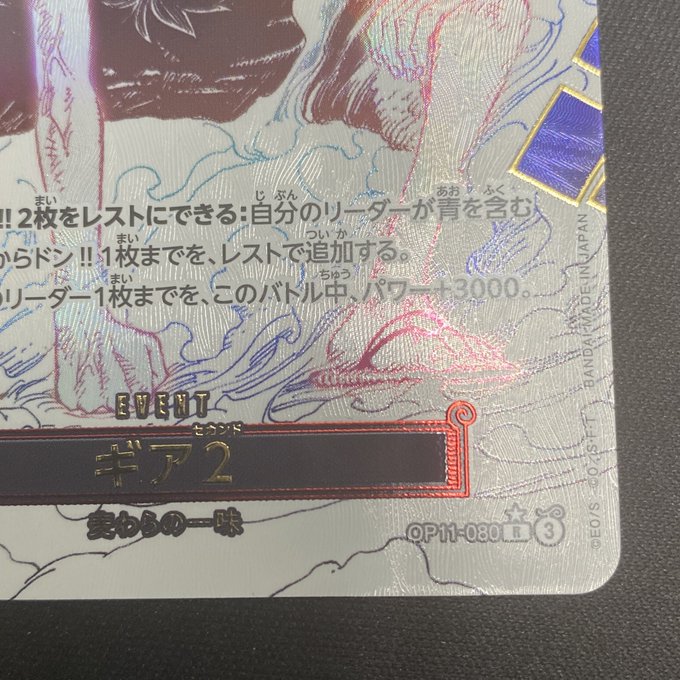 !! 2枚をレストにできる:自分のリーダーが青を含む
からドン!!1枚までを、レストで追加する。
のリーダー1枚までを、このバトル中、パワー+3000。
EVENT
ギア2
セカンド
麦わらの一味
OP11-080 R 3
©E.O/S. ©O./S.F.T BANDAI MADE IN JAPAN